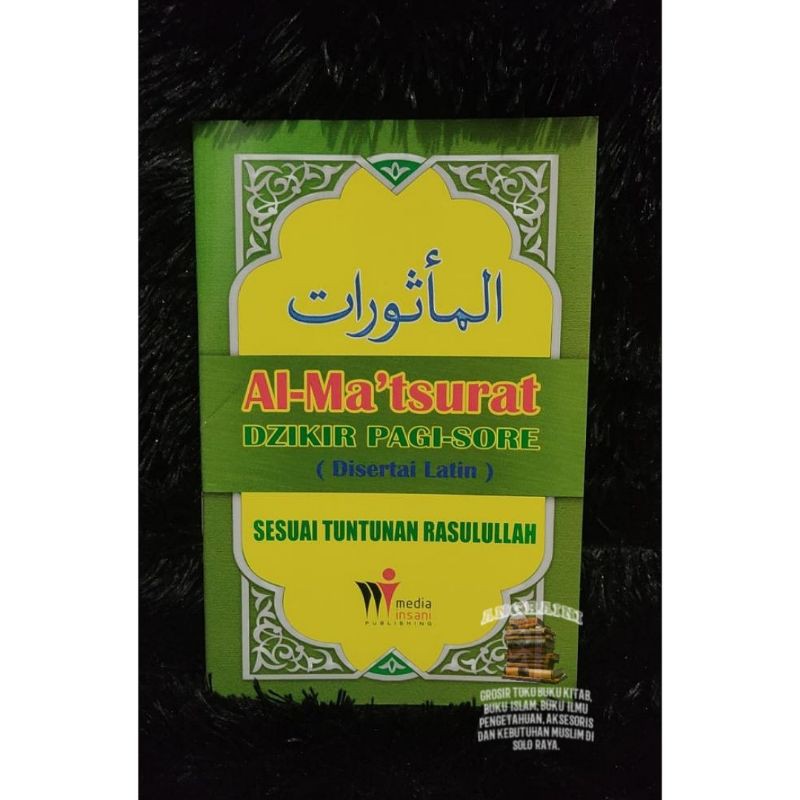 المأثورات
Al-Ma'tsurat
DZIKIR PAGI-SORE
( Disertai Latin )
SESUAI TUNTUNAN RASULULLAH
media
insani
PUBLISHING
ANGRAINI
GROSIR TOKO BUKU KITAB,
BUKU ISLAM, BUKU ILMU
PENGETAHUAN, AKSESORIS
DAN KEBUTUHAN MUSLIM DI
SOLO RAYA.